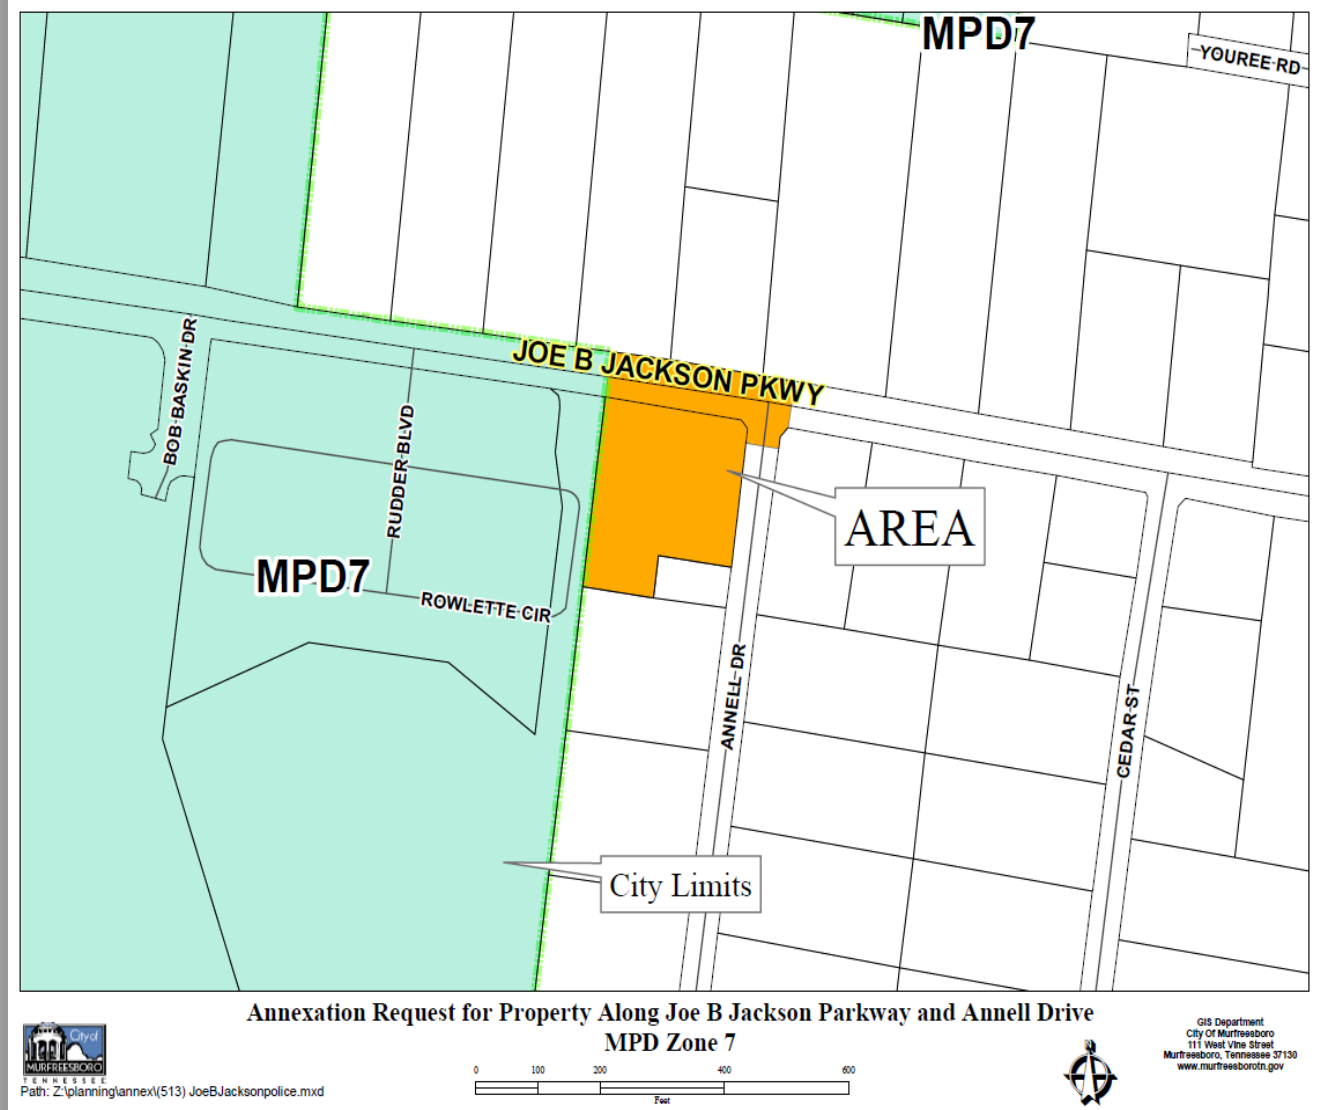 MPD7
YOUREE RD
JOE B JACKSON PKWY
BOB BASKIN DR
RUDDER BLVD
AREA
MPD7
ROWLETTE CIR
ANNELL DR
CEDAR ST
City Limits
Annexation Request for Property Along Joe B Jackson Parkway and Annell Drive
MPD Zone 7
City of
MURFREESBORO
TENNESSEE
Path: Z:\planning\annex\(513) JoeBJacksonpolice.mxd
0 100 200 400 600
Feet
N
GIS Department
City Of Murfreesboro
111 West Vine Street
Murfreesboro, Tennessee 37130
www.murfreesborotn.gov